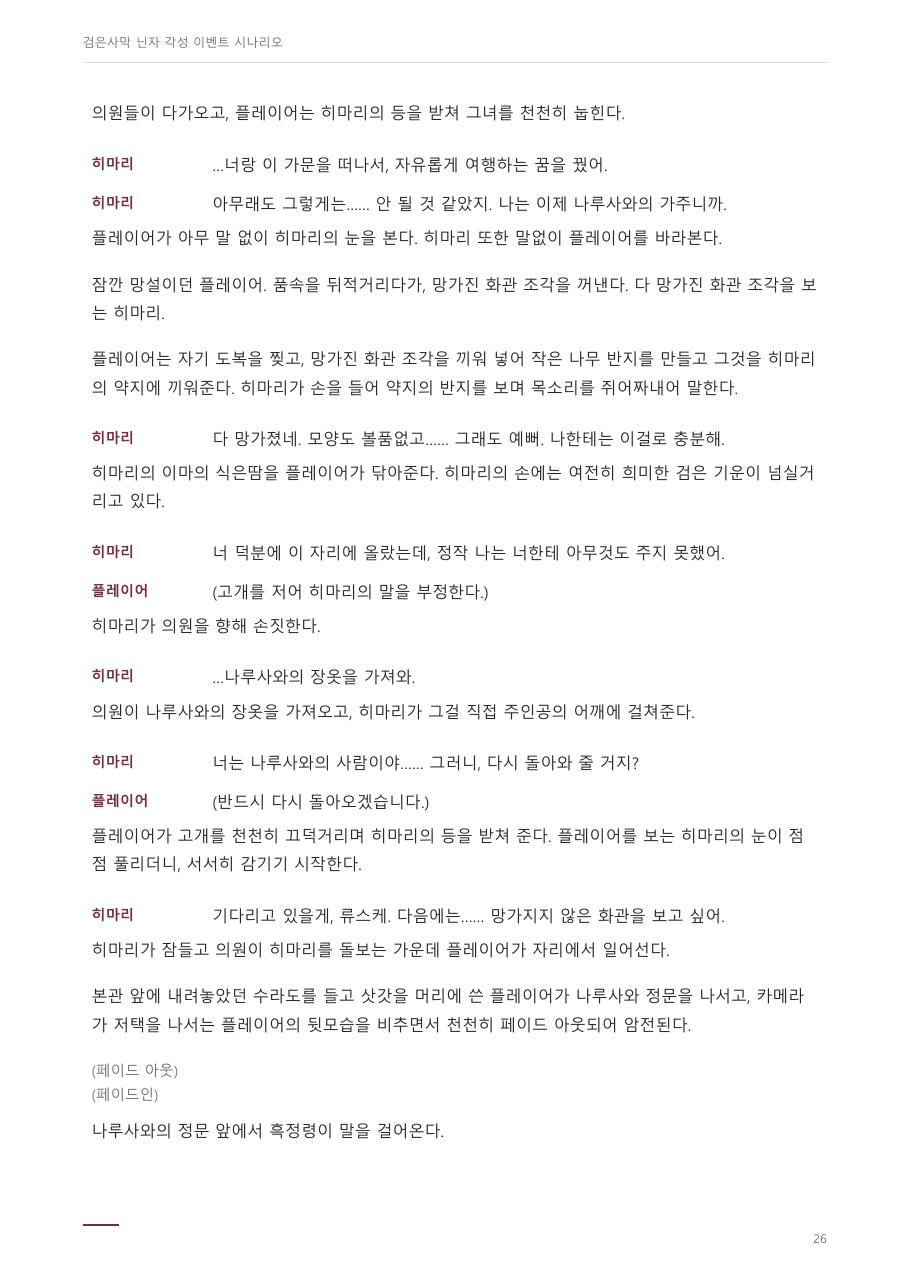 검은사막 닌자 각성 이벤트 시나리오
의원들이 다가오고, 플레이어는 히마리의 등을 받쳐 그녀를 천천히 눕힌다.
히마리 …너랑 이 가문을 떠나서, 자유롭게 여행하는 꿈을 꿨어.
히마리 아무래도 그렇게는…… 안 될 것 같았지. 나는 이제 나루사와의 가주니까.
플레이어가 아무 말 없이 히마리의 눈을 본다. 히마리 또한 말없이 플레이어를 바라본다.
잠깐 망설이던 플레이어. 품속을 뒤적거리다가, 망가진 화관 조각을 꺼낸다. 다 망가진 화관 조각을 보
는 히마리.
플레이어는 자기 도복을 찢고, 망가진 화관 조각을 끼워 넣어 작은 나무 반지를 만들고 그것을 히마리
의 약지에 끼워준다. 히마리가 손을 들어 약지의 반지를 보며 목소리를 쥐어짜내어 말한다.
히마리 다 망가졌네. 모양도 볼품없고…… 그래도 예뻐. 나한테는 이걸로 충분해.
히마리의 이마의 식은땀을 플레이어가 닦아준다. 히마리의 손에는 여전히 희미한 검은 기운이 넘실거
리고 있다.
히마리 너 덕분에 이 자리에 올랐는데, 정작 나는 너한테 아무것도 주지 못했어.
플레이어 (고개를 저어 히마리의 말을 부정한다.)
히마리가 의원을 향해 손짓한다.
히마리 …나루사와의 장옷을 가져와.
의원이 나루사와의 장옷을 가져오고, 히마리가 그걸 직접 주인공의 어깨에 걸쳐준다.
히마리 너는 나루사와의 사람이야…… 그러니, 다시 돌아와 줄 거지?
플레이어 (반드시 다시 돌아오겠습니다.)
플레이어가 고개를 천천히 끄덕거리며 히마리의 등을 받쳐 준다. 플레이어를 보는 히마리의 눈이 점
점 풀리더니, 서서히 감기기 시작한다.
히마리 기다리고 있을게, 류스케. 다음에는…… 망가지지 않은 화관을 보고 싶어.
히마리가 잠들고 의원이 히마리를 돌보는 가운데 플레이어가 자리에서 일어선다.
본관 앞에 내려놓았던 수라도를 들고 삿갓을 머리에 쓴 플레이어가 나루사와 정문을 나서고, 카메라
가 저택을 나서는 플레이어의 뒷모습을 비추면서 천천히 페이드 아웃되어 암전된다.
(페이드 아웃)
(페이드인)
나루사와의 정문 앞에서 흑정령이 말을 걸어온다.
26